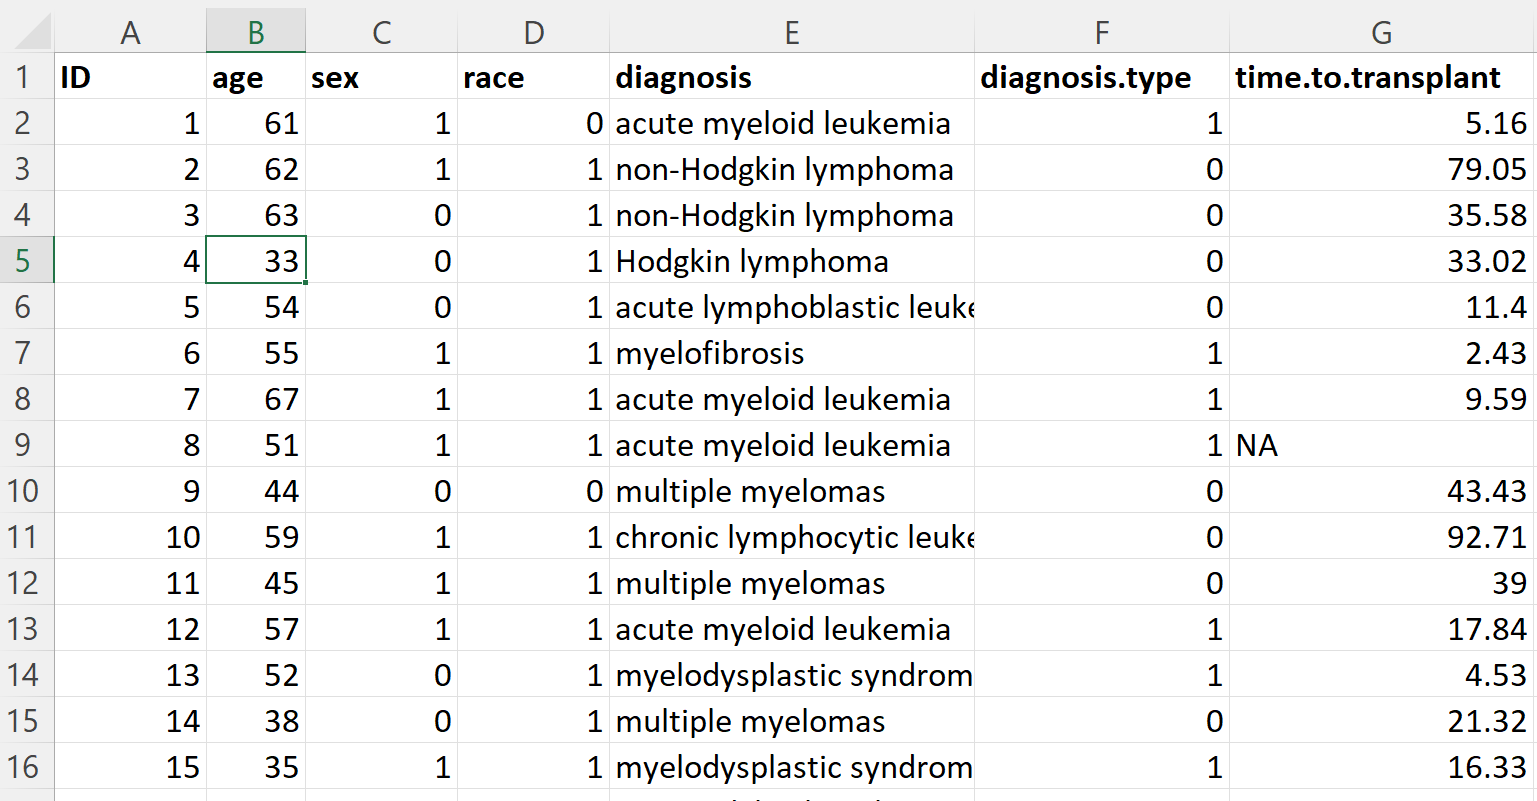 A B C D E F G
1 ID age sex race diagnosis diagnosis.type time.to.transplant
2 1 61 1 0 acute myeloid leukemia 1 5.16
3 2 62 1 1 non-Hodgkin lymphoma 0 79.05
4 3 63 0 1 non-Hodgkin lymphoma 0 35.58
5 4 33 0 1 Hodgkin lymphoma 0 33.02
6 5 54 0 1 acute lymphoblastic leuke 0 11.4
7 6 55 1 1 myelofibrosis 1 2.43
8 7 67 1 1 acute myeloid leukemia 1 9.59
9 8 51 1 1 acute myeloid leukemia 1 NA
10 9 44 0 0 multiple myelomas 0 43.43
11 10 59 1 1 chronic lymphocytic leuke 0 92.71
12 11 45 1 1 multiple myelomas 0 39
13 12 57 1 1 acute myeloid leukemia 1 17.84
14 13 52 0 1 myelodysplastic syndrom 1 4.53
15 14 38 0 1 multiple myelomas 0 21.32
16 15 35 1 1 myelodysplastic syndrom 1 16.33